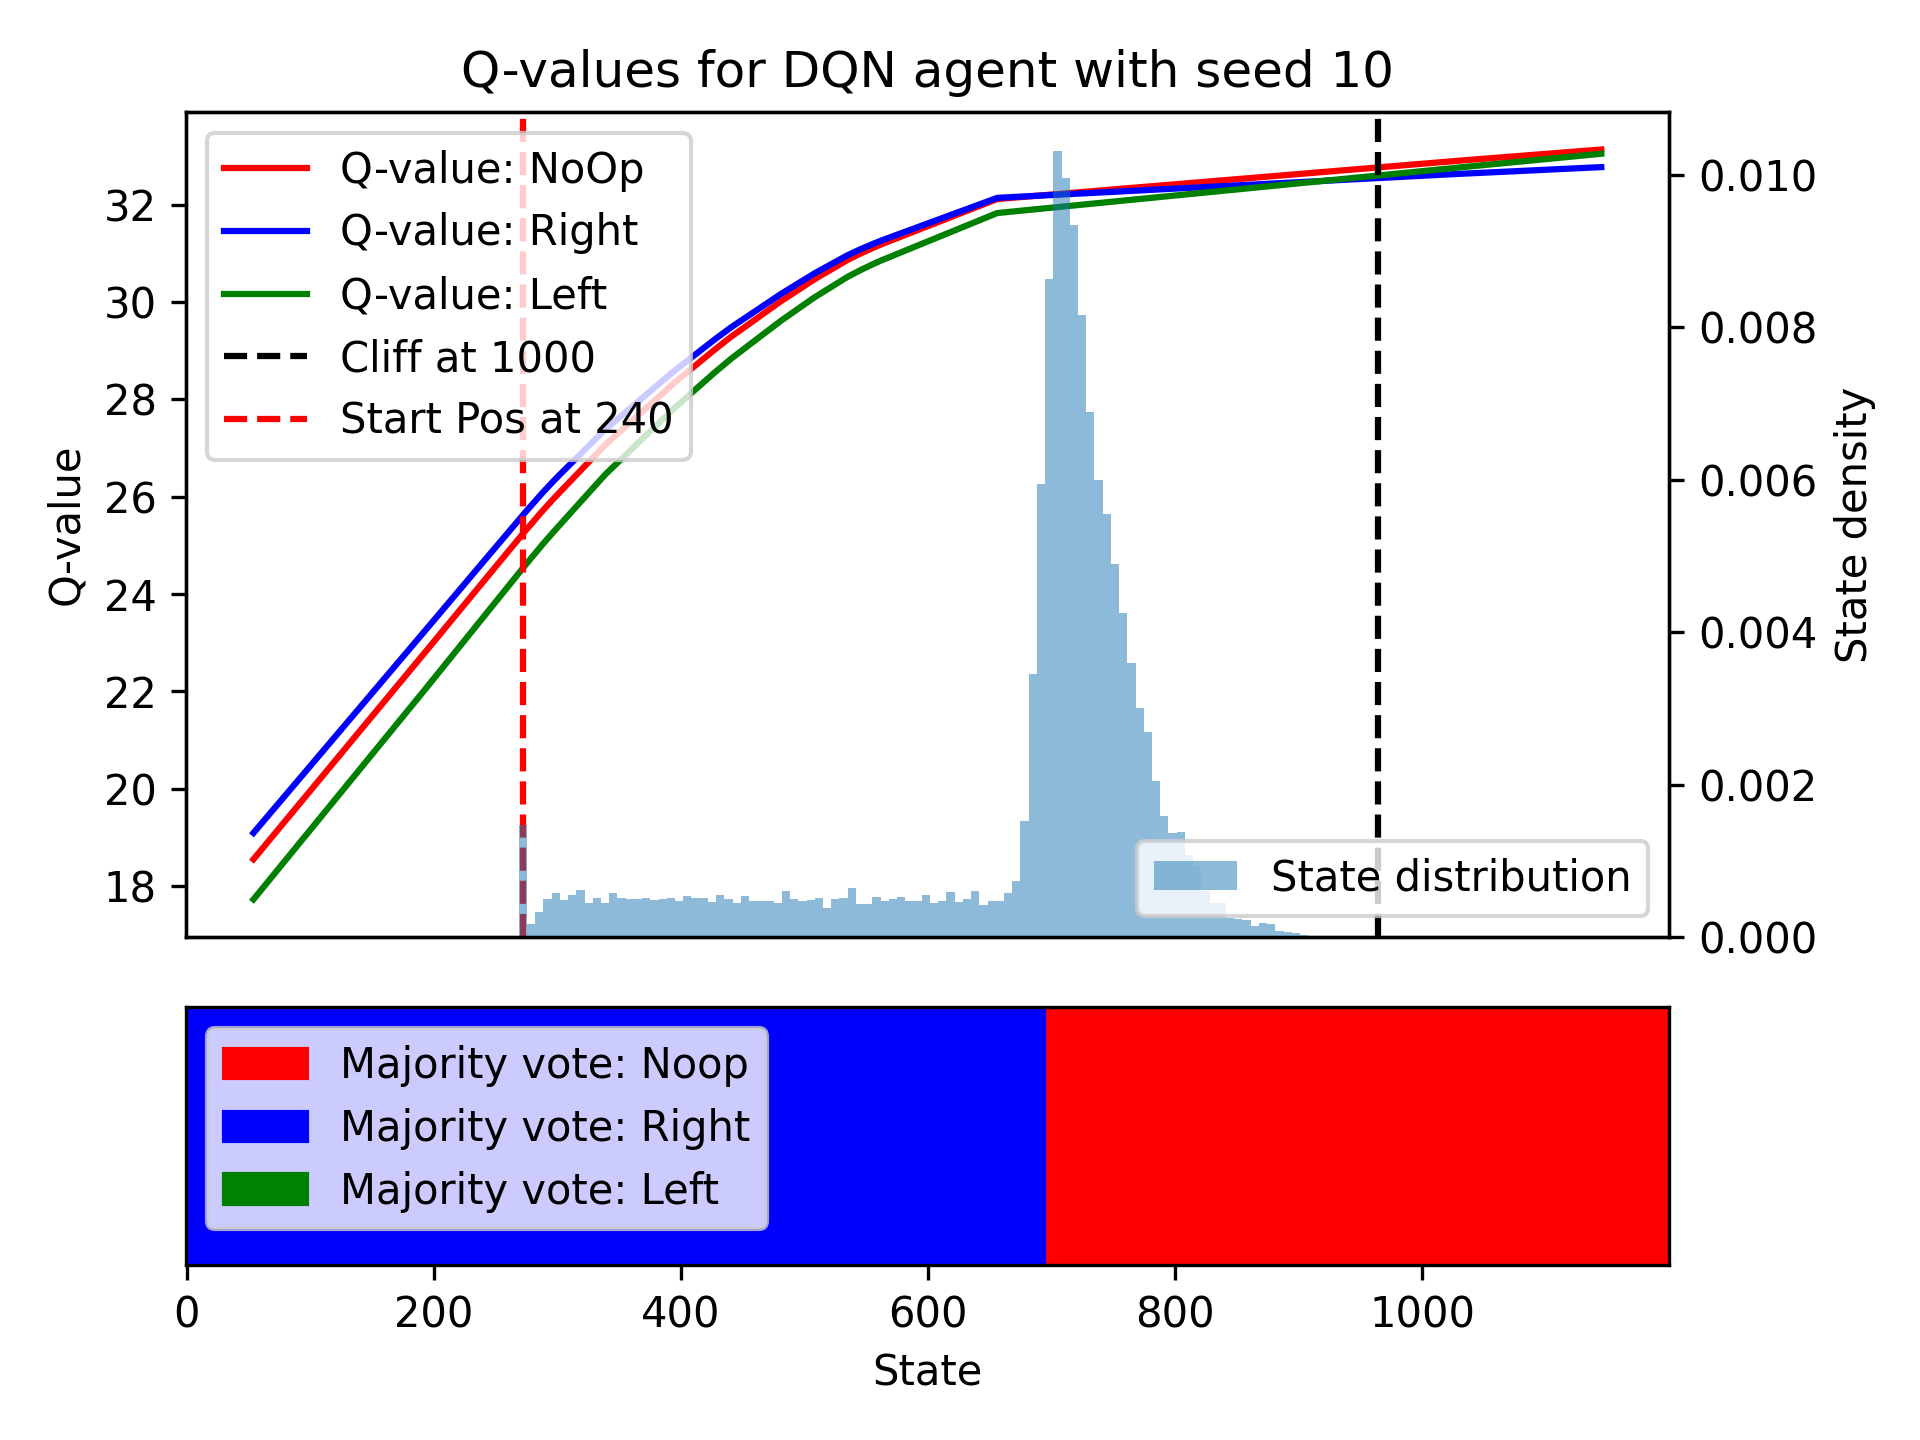 Q-values for DQN agent with seed 10
Q-value: NoOp
Q-value: Right
Q-value: Left
Cliff at 1000
Start Pos at 240
32
30
28
26
24
22
20
18
Q-value
0.010
0.008
0.006
0.004
0.002
0.000
State density
State distribution
Majority vote: Noop
Majority vote: Right
Majority vote: Left
0 200 400 600 800 1000
State